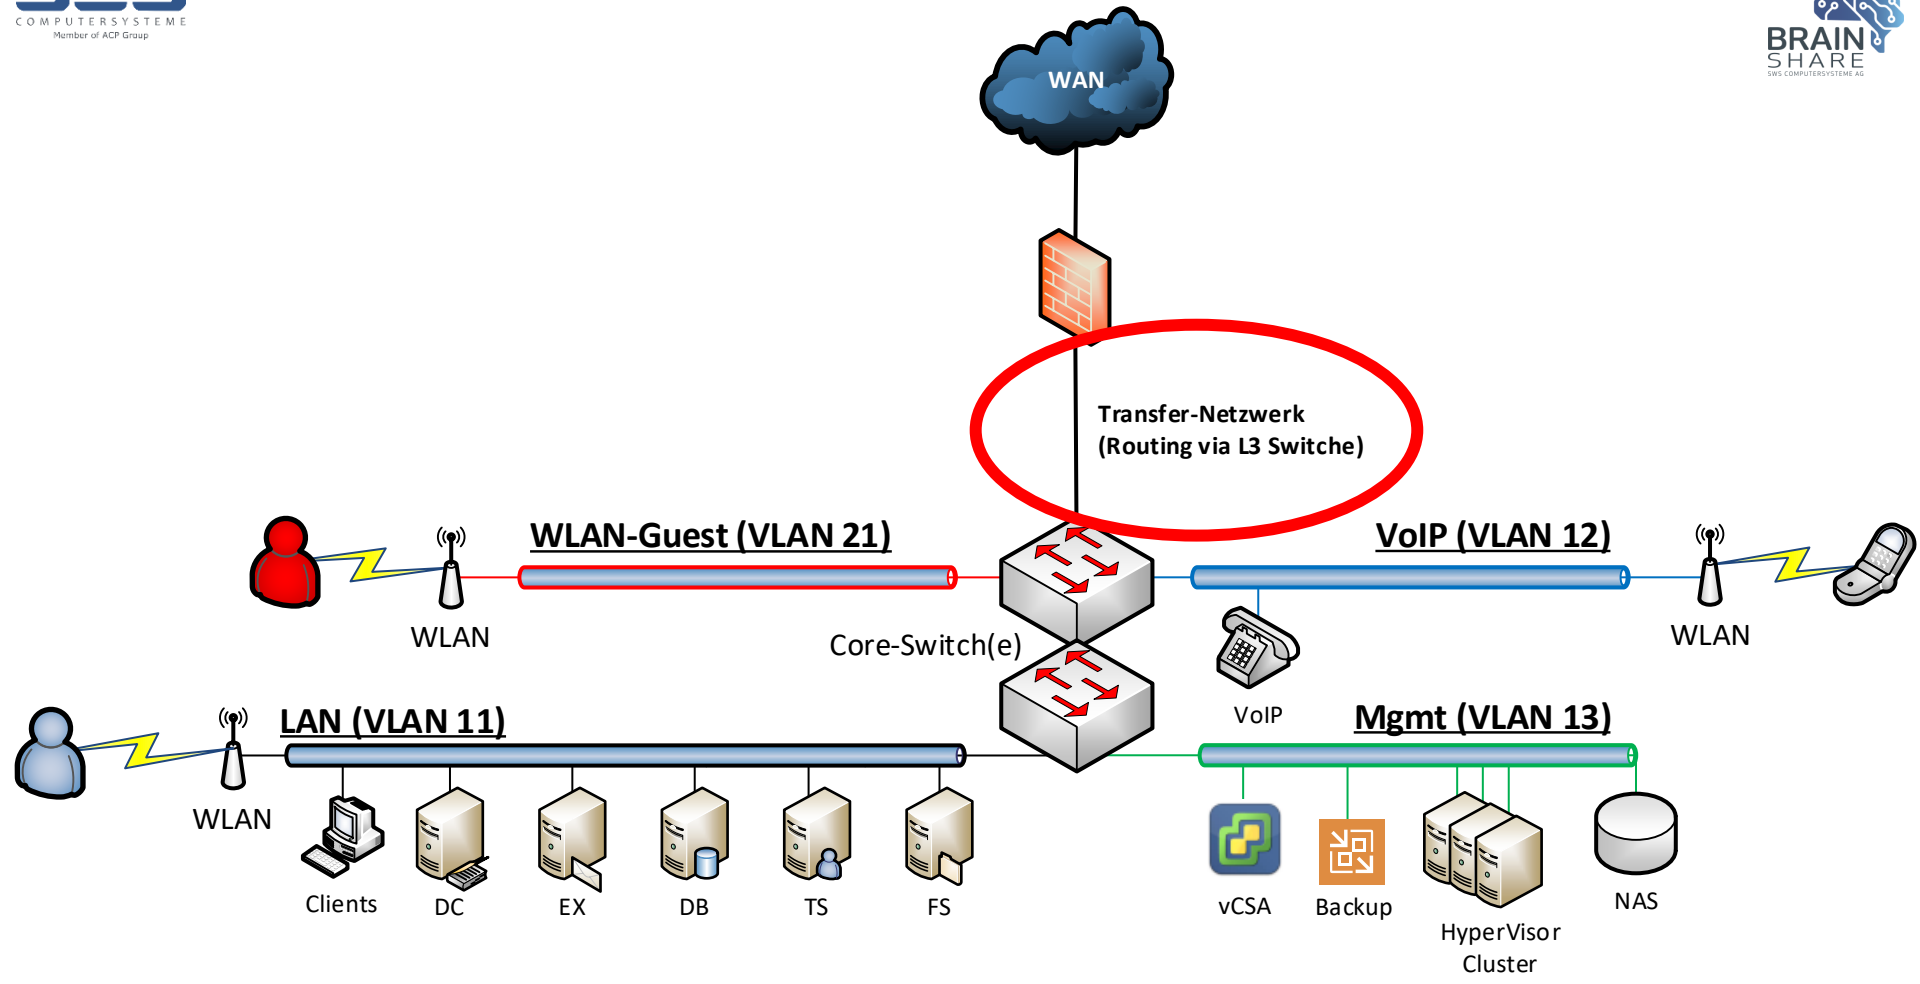 COMPUTERSYSTEME
Member of ACP Group
BRAIN
SHARE
SWS COMPUTERSYSTEME AG
WAN
Transfer-Netzwerk
(Routing via L3 Switche)
WLAN-Guest (VLAN 21)
VoIP (VLAN 12)
WLAN
Core-Switch(e)
WLAN
VoIP
LAN (VLAN 11)
Mgmt (VLAN 13)
WLAN
Clients
DC
EX
DB
TS
FS
vCSA
Backup
HyperVisor
Cluster
NAS